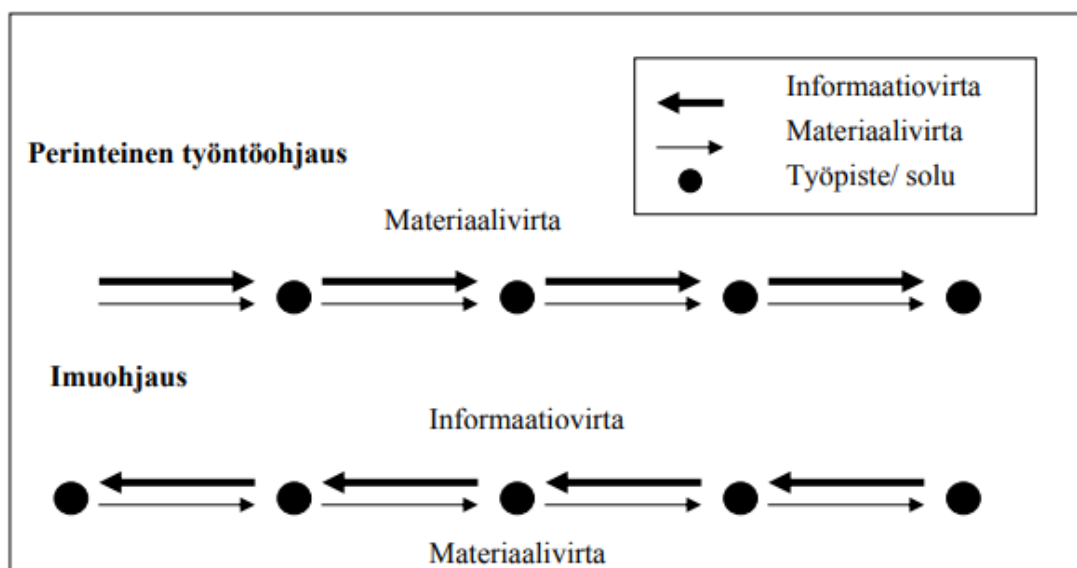 Informaatiovirta
Materiaalivirta
Työpiste/ solu
Perinteinen työntöohjaus
Materiaalivirta
Imuohjaus
Informaatiovirta
Materiaalivirta